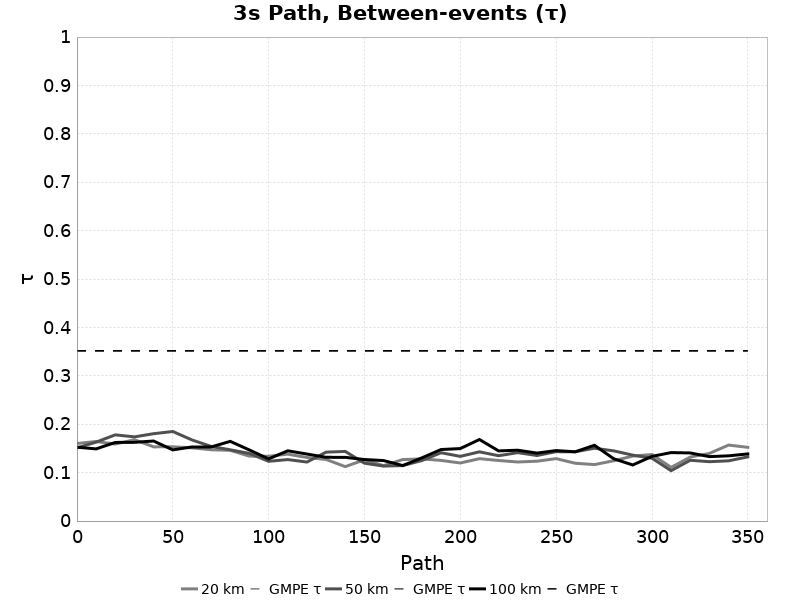 3s Path, Between-events (τ)
1
0.9
0.8
0.7
0.6
0.5
0.4
0.3
0.2
0.1
0
τ
0 50 100 150 200 250 300 350
Path
20 km GMPE τ 50 km GMPE τ 100 km GMPE τ